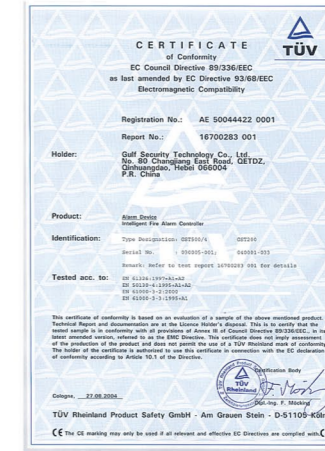 TÜV
CERTIFICATE
of Conformity
EC Council Directive 89/336/EEC
as last amended by EC Directive 93/68/EEC
Electromagnetic Compatibility
Registration No.: AE 50044422 0001
Report No.: 16700283 001
Holder: Gulf Security Technology Co., Ltd.
No. 80 Changjiang East Road, QETDZ,
Qinhuangdao, Hebei 066004
P.R. China
Product: Alarm Device
Intelligent Fire Alarm Controller
Identification: Type Designation: GST500/4 GST200
Serial No. : 030205-001;
Remark: Refer to test report 16700283 001 for details
Tested acc. to: EN 61326:1997+A1+A2
EN 50130-4:1995+A1+A2
EN 61000-3-2:2000
EN 61000-3-3:1995+A1
This certificate of conformity is based on an evaluation of a sample of the above mentioned product.
Technical Report and documentation are at the Licence Holder's disposal. This is to certify that the
tested sample is in conformity with all provisions of Annex III of Council Directive 89/336/EEC, in its
latest amended version, referred to as the EMC Directive. This certificate does not imply assessment
of the production of the product and does not permit the use of a TÜV Rheinland mark of conformity.
The holder of the certificate is authorized to use this certificate in connection with the EC declaration
of conformity according to Article 10.1 of the Directive.
Certification Body
TÜV
Rheinland
Cologne, 27.08.2004
Dipl.-Ing. F. Möcking
TÜV Rheinland Product Safety GmbH - Am Grauen Stein - D-51105 Köln
CE The CE marking may only be used if all relevant and effective EC Directives are complied with. C